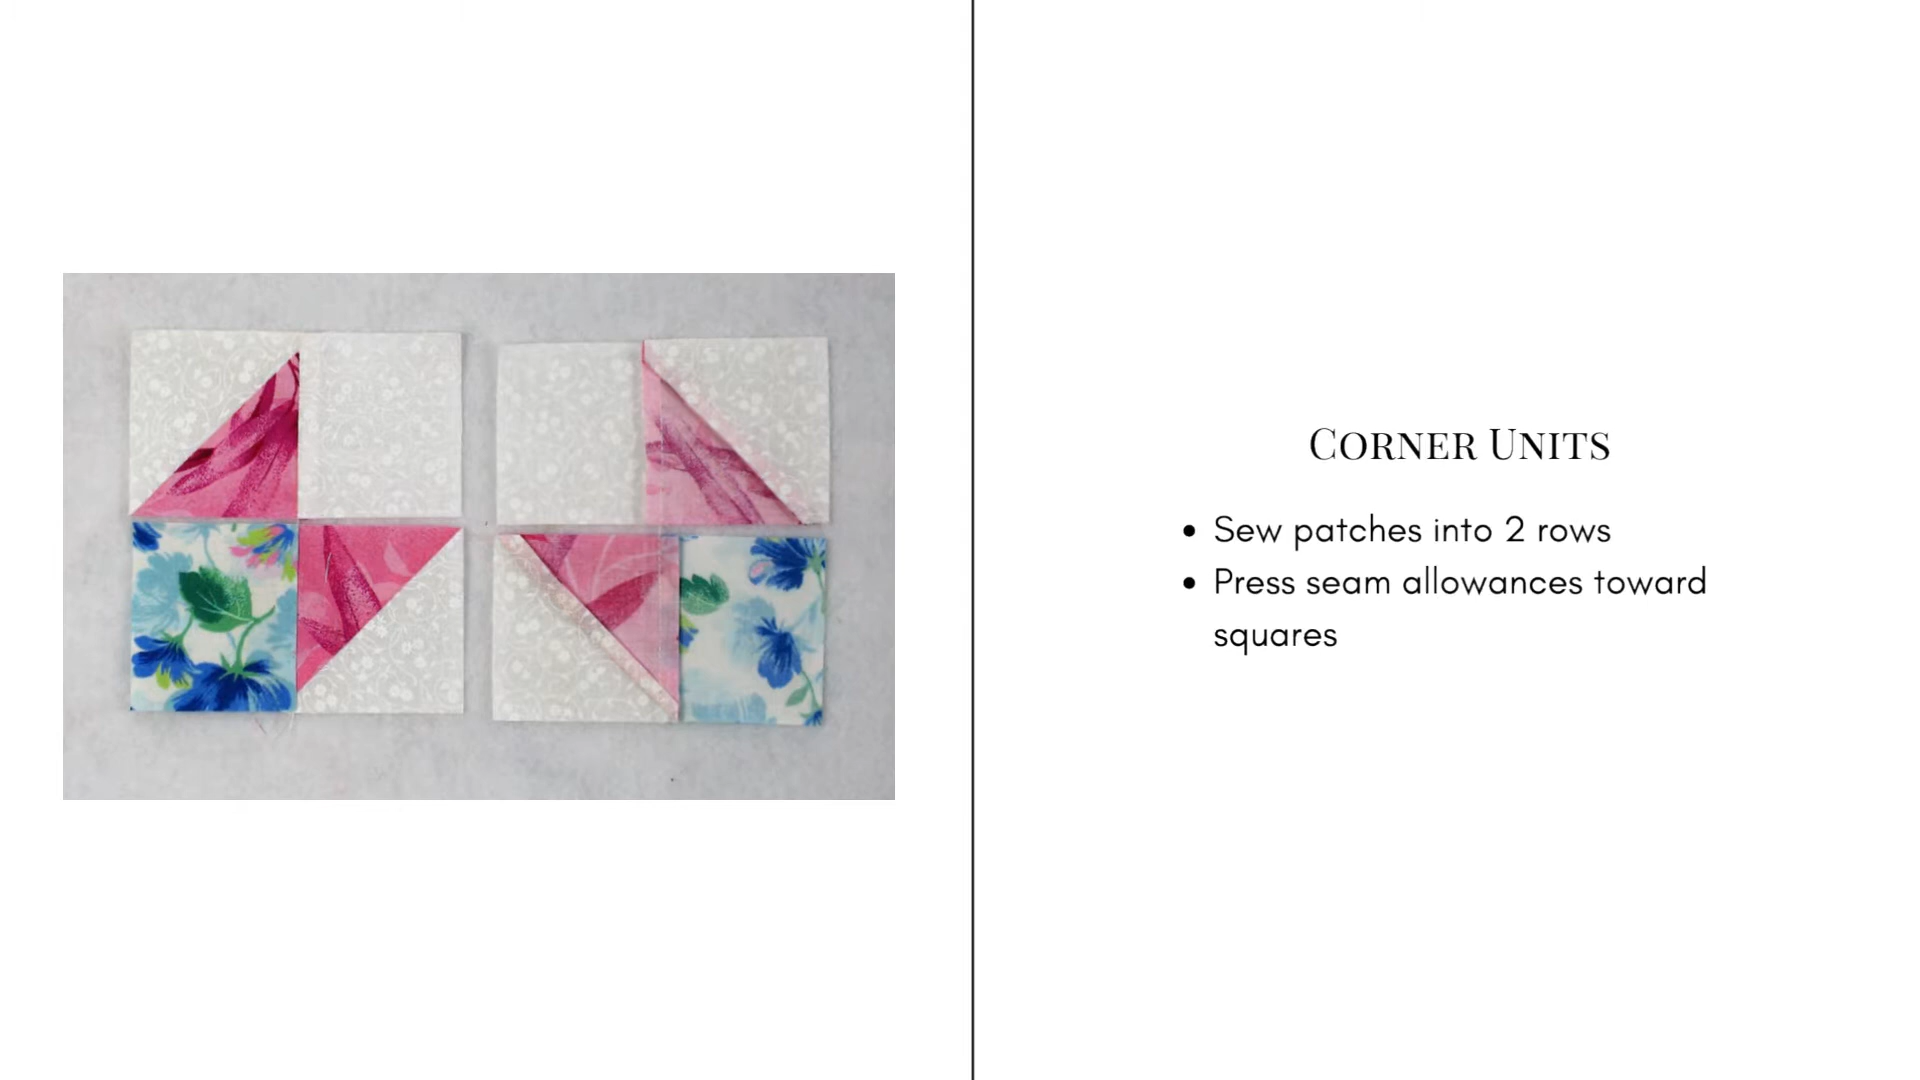 Corner Units
• Sew patches into 2 rows
• Press seam allowances toward
squares